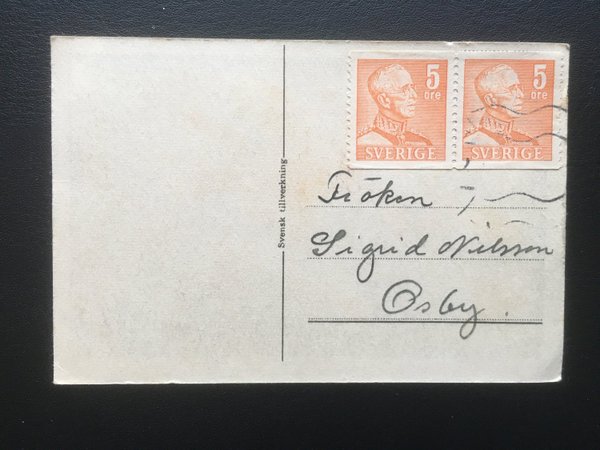 5 öre
SVERIGE
5 öre
SVERIGE
Svensk tillverkning
Fröken
Sigrid Nilsson
Osby.